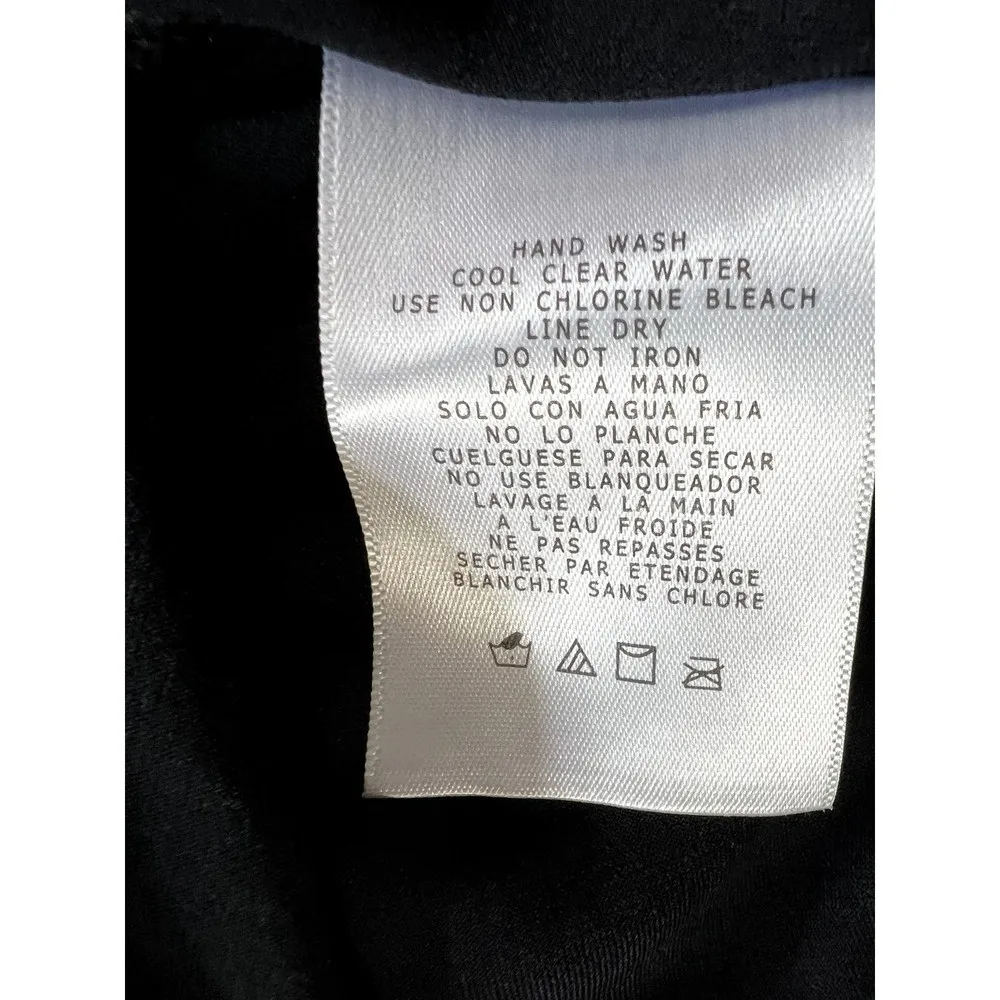 HAND WASH
COOL CLEAR WATER
USE NON CHLORINE BLEACH
LINE DRY
DO NOT IRON
LAVAS A MANO
SOLO CON AGUA FRIA
NO LO PLANCHE
CUELGUESE PARA SECAR
NO USE BLANQUEADOR
LAVAGE A LA MAIN
A L'EAU FROIDE
NE PAS REPASSES
SECHER PAR ETENDAGE
BLANCHIR SANS CHLORE